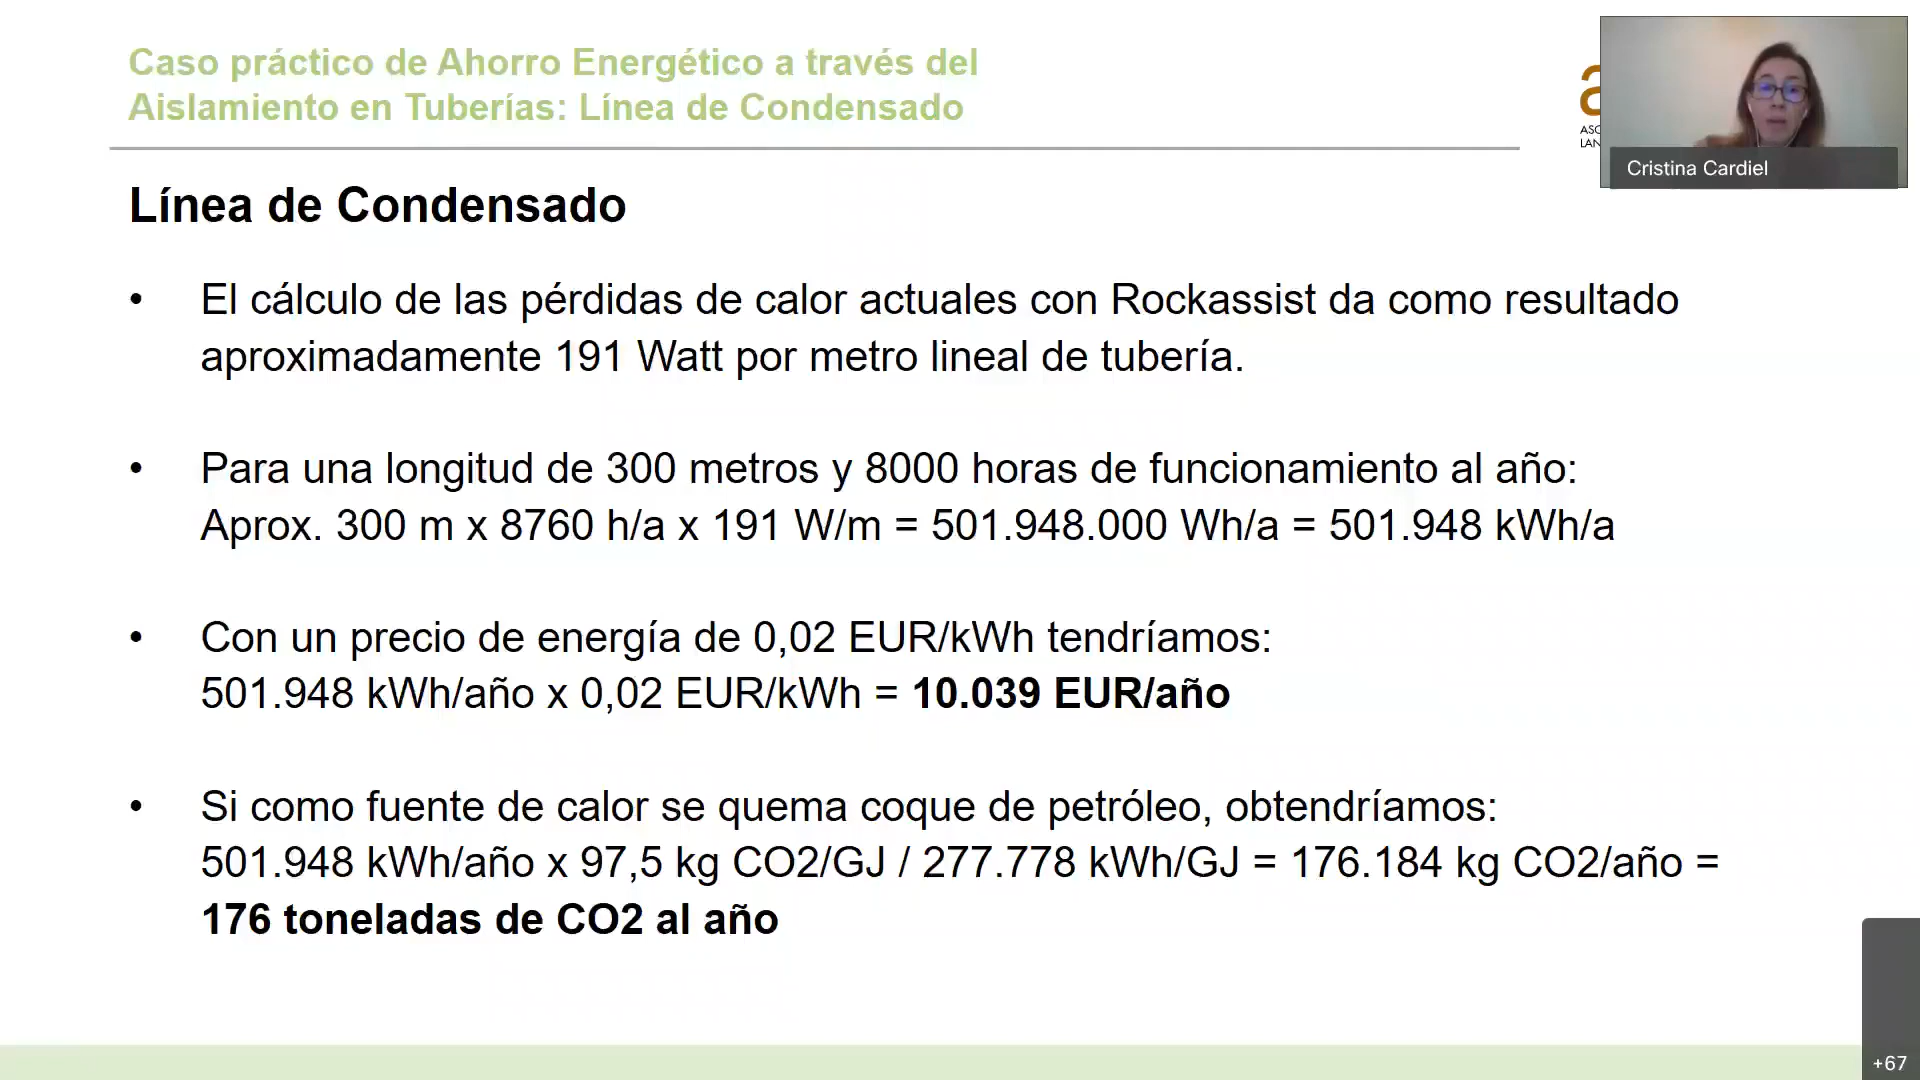 Caso práctico de Ahorro Energético a través del
Aislamiento en Tuberías: Línea de Condensado
ASO
LAN
Cristina Cardiel
Línea de Condensado
• El cálculo de las pérdidas de calor actuales con Rockassist da como resultado
aproximadamente 191 Watt por metro lineal de tubería.
• Para una longitud de 300 metros y 8000 horas de funcionamiento al año:
Aprox. 300 m x 8760 h/a x 191 W/m = 501.948.000 Wh/a = 501.948 kWh/a
• Con un precio de energía de 0,02 EUR/kWh tendríamos:
501.948 kWh/año x 0,02 EUR/kWh = 10.039 EUR/año
• Si como fuente de calor se quema coque de petróleo, obtendríamos:
501.948 kWh/año x 97,5 kg CO2/GJ / 277.778 kWh/GJ = 176.184 kg CO2/año =
176 toneladas de CO2 al año
+67